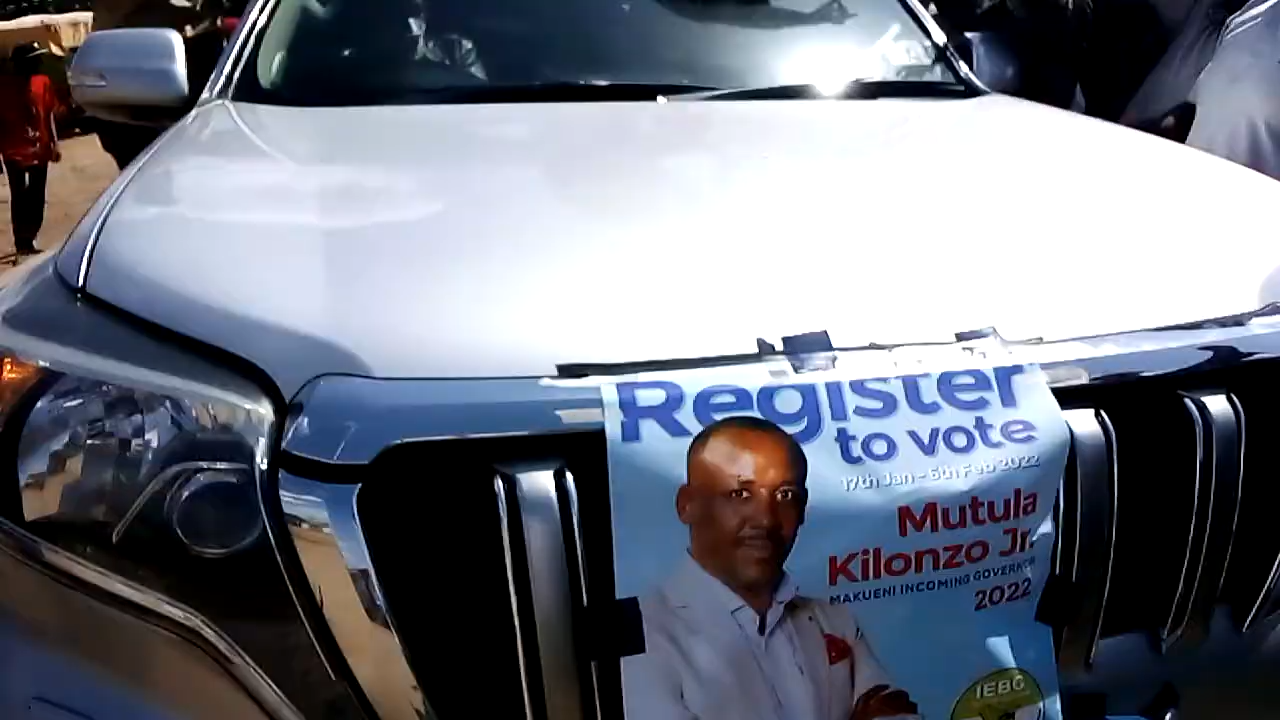 Register
to vote
17th Jan - 6th Feb 2022
Mutula
Kilonzo Jr.
MAKUENI INCOMING GOVERNOR
2022
IEBC